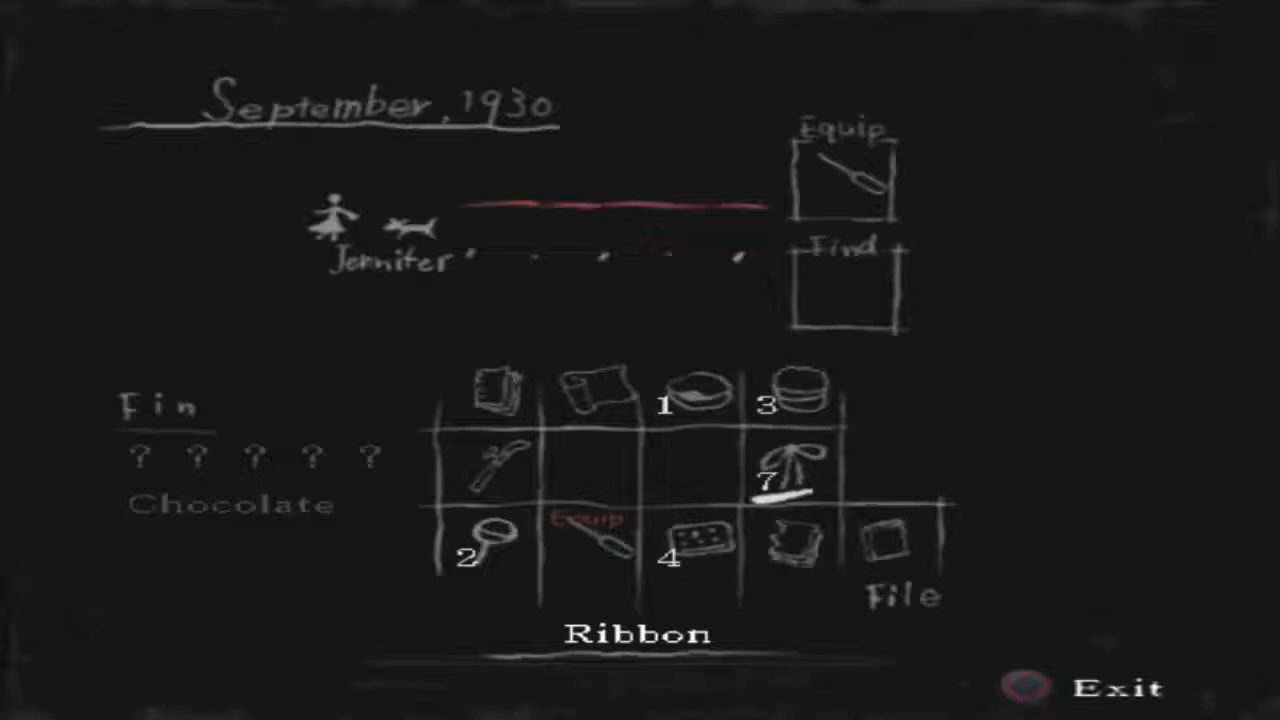 September, 1930
Equip
Find
Jennifer
Fin
? ? ? ? ?
Chocolate
1
3
7
Equip
2
4
File
Ribbon
Exit